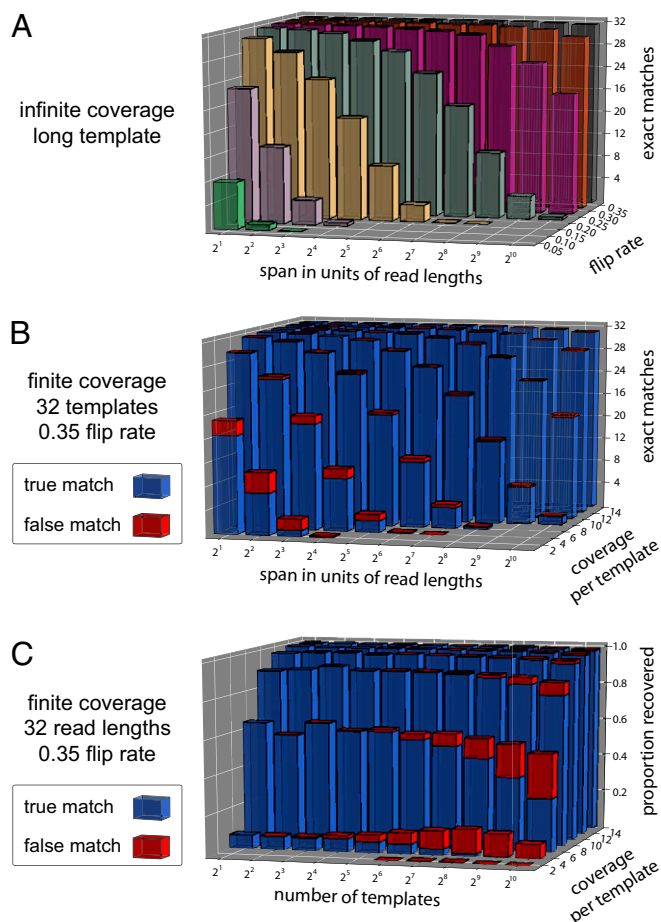 A
infinite coverage
long template
32
28
24
20
16
12
8
4
exact matches
0.35
0.30
0.25
0.20
0.15
0.10
0.05
flip rate
2¹ 2² 2³ 2⁴ 2⁵ 2⁶ 2⁷ 2⁸ 2⁹ 2¹⁰
span in units of read lengths
B
finite coverage
32 templates
0.35 flip rate
true match
false match
32
28
24
20
16
12
8
4
exact matches
14
12
10
8
6
4
2
coverage
per template
2¹ 2² 2³ 2⁴ 2⁵ 2⁶ 2⁷ 2⁸ 2⁹ 2¹⁰
span in units of read lengths
C
finite coverage
32 read lengths
0.35 flip rate
true match
false match
1.0
0.8
0.6
0.4
0.2
proportion recovered
14
12
10
8
6
4
2
coverage
per template
2¹ 2² 2³ 2⁴ 2⁵ 2⁶ 2⁷ 2⁸ 2⁹ 2¹⁰
number of templates